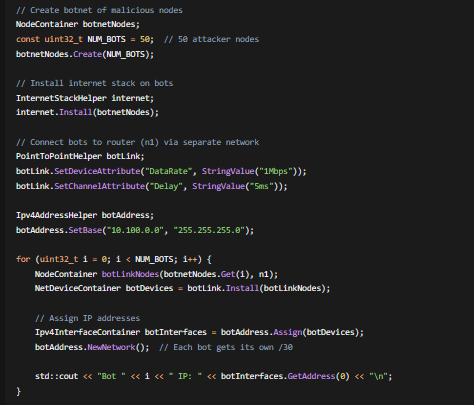 // Create botnet of malicious nodes
NodeContainer botnetNodes;
const uint32_t NUM_BOTS = 50;  // 50 attacker nodes
botnetNodes.Create(NUM_BOTS);

// Install internet stack on bots
InternetStackHelper internet;
internet.Install(botnetNodes);

// Connect bots to router (n1) via separate network
PointToPointHelper botLink;
botLink.SetDeviceAttribute("DataRate", StringValue("1Mbps"));
botLink.SetChannelAttribute("Delay", StringValue("5ms"));

Ipv4AddressHelper botAddress;
botAddress.SetBase("10.100.0.0", "255.255.255.0");

for (uint32_t i = 0; i < NUM_BOTS; i++) {
    NodeContainer botLinkNodes(botnetNodes.Get(i), n1);
    NetDeviceContainer botDevices = botLink.Install(botLinkNodes);

    // Assign IP addresses
    Ipv4InterfaceContainer botInterfaces = botAddress.Assign(botDevices);
    botAddress.NewNetwork();  // Each bot gets its own /30

    std::cout << "Bot " << i << " IP: " << botInterfaces.GetAddress(0) << "\n";
}